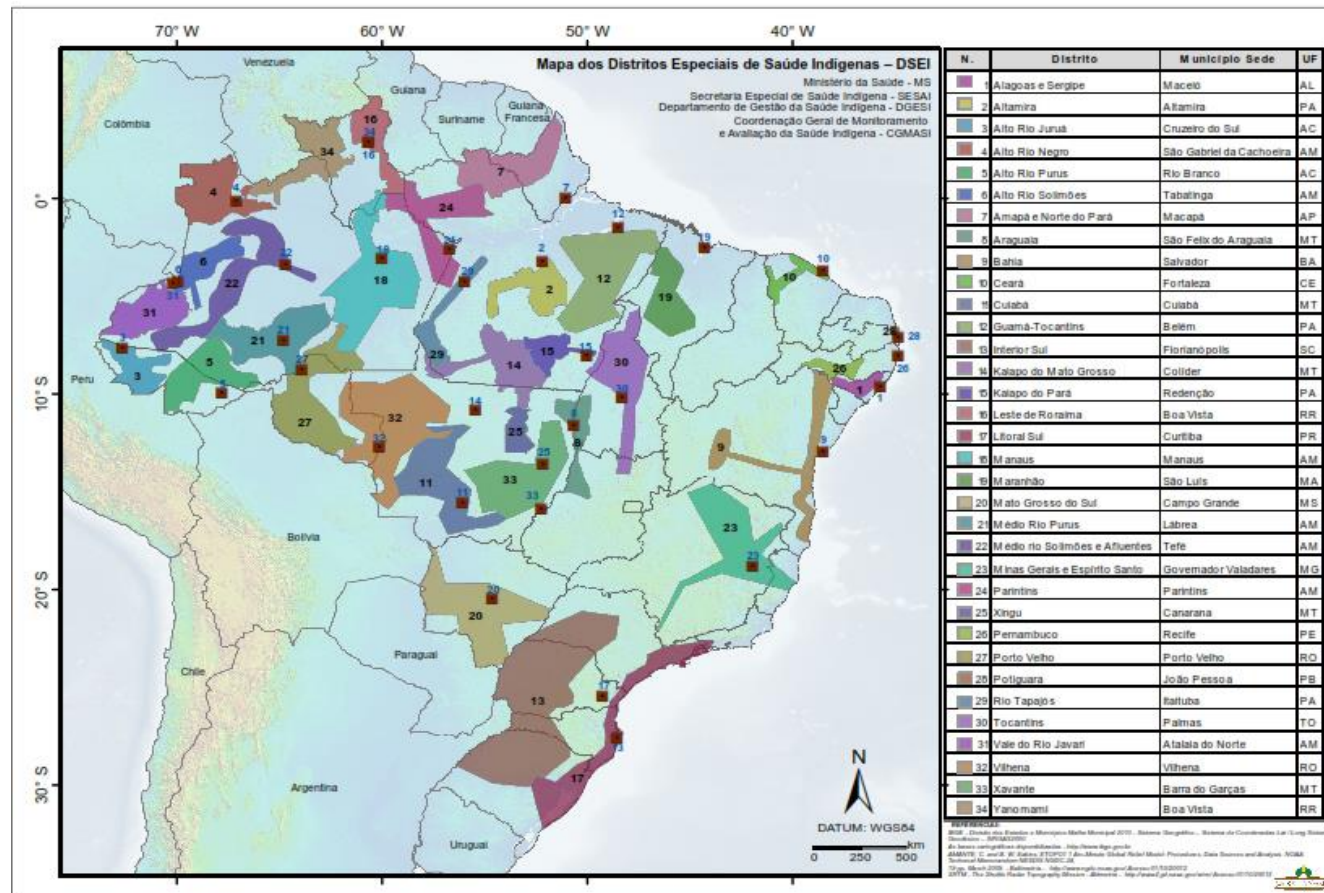 70° W 60° W 50° W 40° W
Mapa dos Distritos Especiais de Saúde Indígenas – DSEI
Ministério da Saúde - MS
Secretaria Especial de Saúde Indígena - SESAI
Departamento de Gestão da Saúde Indígena - DGESI
Coordenação Geral de Monitoramento
e Avaliação da Saúde Indígena - CGMASI
Venezuela
Guiana
Suriname
Guiana
Francesa
Colômbia
Peru
Bolívia
Paraguai
Chile
Argentina
Uruguai
0°
10° S
20° S
30° S
N
DATUM: WGS84
0 250 500 km
N. Distrito Município Sede UF
1 Alagoas e Sergipe Maceió AL
2 Altamira Altamira PA
3 Alto Rio Juruá Cruzeiro do Sul AC
4 Alto Rio Negro São Gabriel da Cachoeira AM
5 Alto Rio Purus Rio Branco AC
6 Alto Rio Solimões Tabatinga AM
7 Amapá e Norte do Pará Macapá AP
8 Araguaia São Felix do Araguaia MT
9 Bahia Salvador BA
10 Ceará Fortaleza CE
11 Cuiabá Cuiabá MT
12 Guamá-Tocantins Belém PA
13 Interior Sul Florianópolis SC
14 Kaiapo do Mato Grosso Colider MT
15 Kaiapo do Pará Redenção PA
16 Leste de Roraima Boa Vista RR
17 Litoral Sul Curitiba PR
18 Manaus Manaus AM
19 Maranhão São Luís MA
20 Mato Grosso do Sul Campo Grande MS
21 Médio Rio Purus Lábrea AM
22 Médio rio Solimões e Afluentes Tefé AM
23 Minas Gerais e Espírito Santo Governador Valadares MG
24 Parintins Parintins AM
25 Xingu Canarana MT
26 Pernambuco Recife PE
27 Porto Velho Porto Velho RO
28 Potiguara João Pessoa PB
29 Rio Tapajós Itaituba PA
30 Tocantins Palmas TO
31 Vale do Rio Javari Atalaia do Norte AM
32 Vilhena Vilhena RO
33 Xavante Barra do Garças MT
34 Yanomami Boa Vista RR
REFERENCIAS: